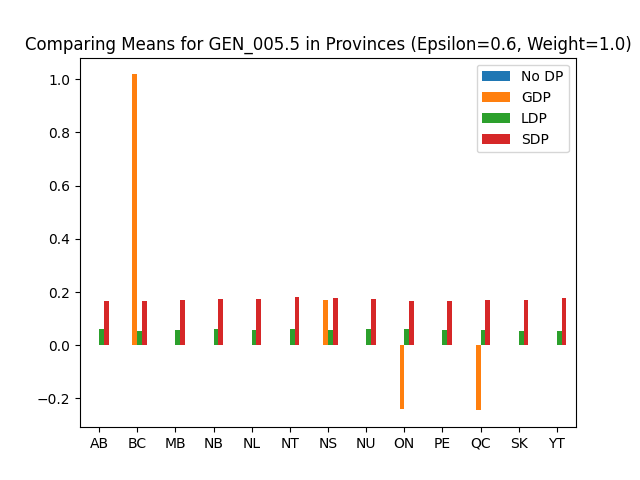 Comparing Means for GEN_005.5 in Provinces (Epsilon=0.6, Weight=1.0)
No DP
GDP
LDP
SDP
1.0
0.8
0.6
0.4
0.2
0.0
−0.2
AB BC MB NB NL NT NS NU ON PE QC SK YT